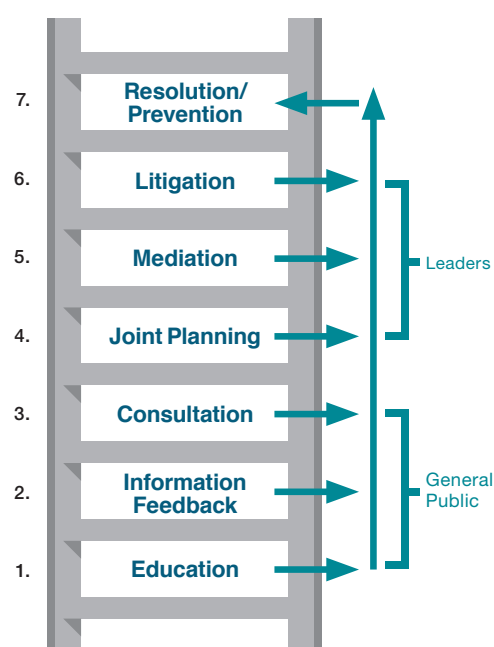 7.
Resolution/
Prevention
6.
Litigation
5.
Mediation
Leaders
4.
Joint Planning
3.
Consultation
2.
Information
Feedback
General
Public
1.
Education